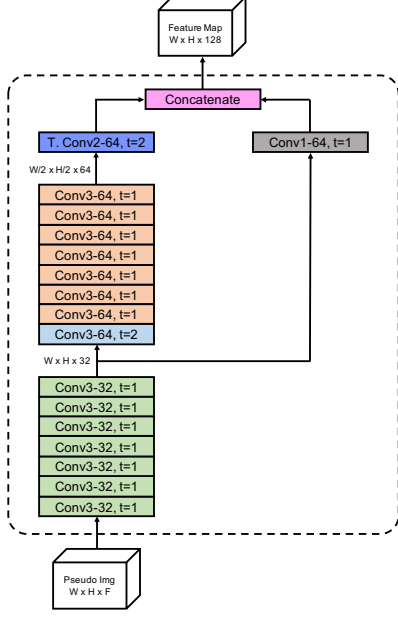 Feature Map
W x H x 128
Concatenate
T. Conv2-64, t=2
Conv1-64, t=1
W/2 x H/2 x 64
Conv3-64, t=1
Conv3-64, t=1
Conv3-64, t=1
Conv3-64, t=1
Conv3-64, t=1
Conv3-64, t=1
Conv3-64, t=1
Conv3-64, t=2
W x H x 32
Conv3-32, t=1
Conv3-32, t=1
Conv3-32, t=1
Conv3-32, t=1
Conv3-32, t=1
Conv3-32, t=1
Conv3-32, t=1
Pseudo Img
W x H x F